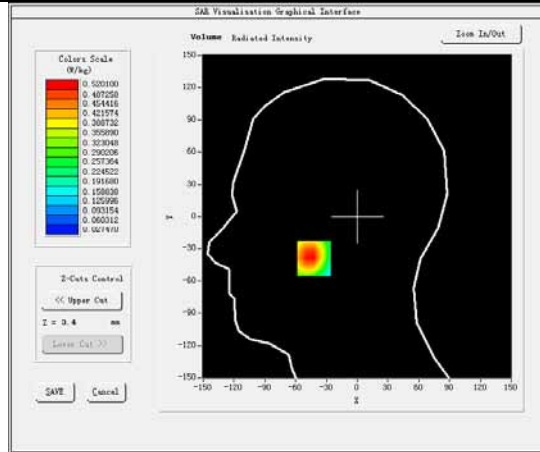 SAR Visualisation Graphical Interface
Volume Radiated Intensity
Zoom In/Out
Colors Scale
(W/kg)
0.520100
0.487258
0.454416
0.421574
0.388732
0.355890
0.323048
0.290206
0.257364
0.224522
0.191680
0.158838
0.125996
0.093154
0.060312
0.027470
Z-Cuts Control
<< Upper Cut
Z = 3.4 mm
Lower Cut >>
SAVE
Cancel
150
120
90
60
30
0
-30
-60
-90
-120
-150
Y
-150 -120 -90 -60 -30 0 30 60 90 120 150
X